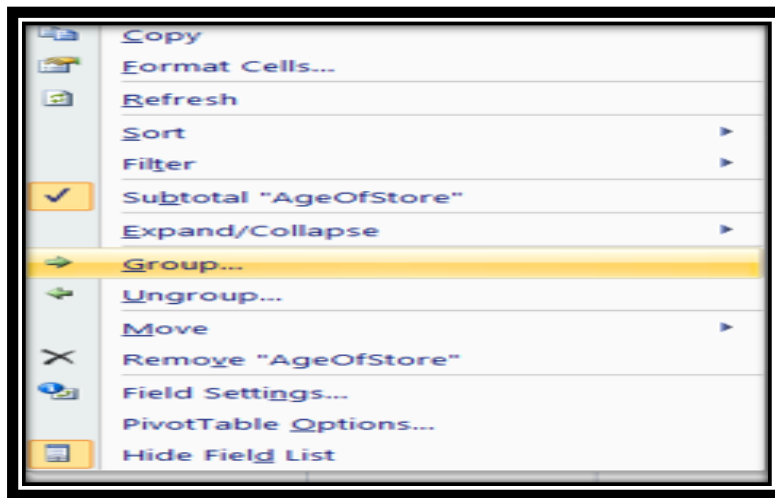 Copy
Format Cells...
Refresh
Sort
Filter
Subtotal "AgeOfStore"
Expand/Collapse
Group...
Ungroup...
Move
Remove "AgeOfStore"
Field Settings...
PivotTable Options...
Hide Field List